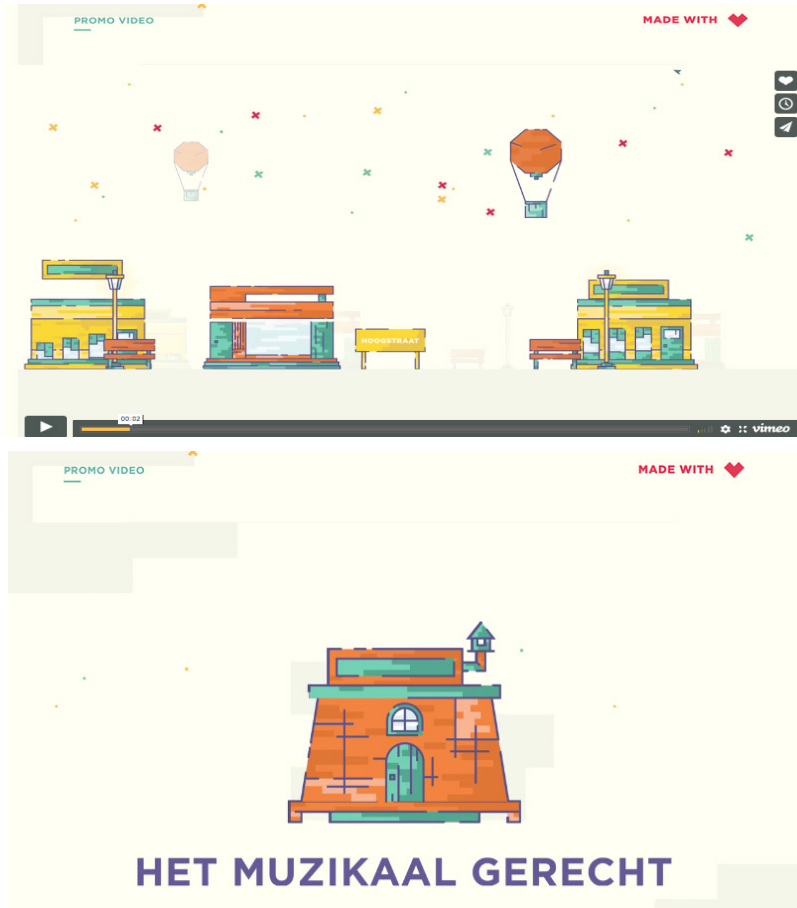 PROMO VIDEO
MADE WITH
HOOGSTRAAT
00:02
vimeo
PROMO VIDEO
MADE WITH
HET MUZIKAAL GERECHT